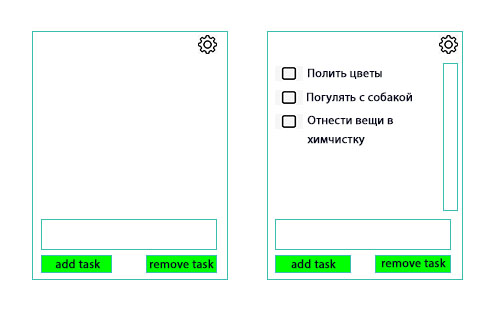 add task
remove task
Полить цветы
Погулять с собакой
Отнести вещи в
химчистку
add task
remove task